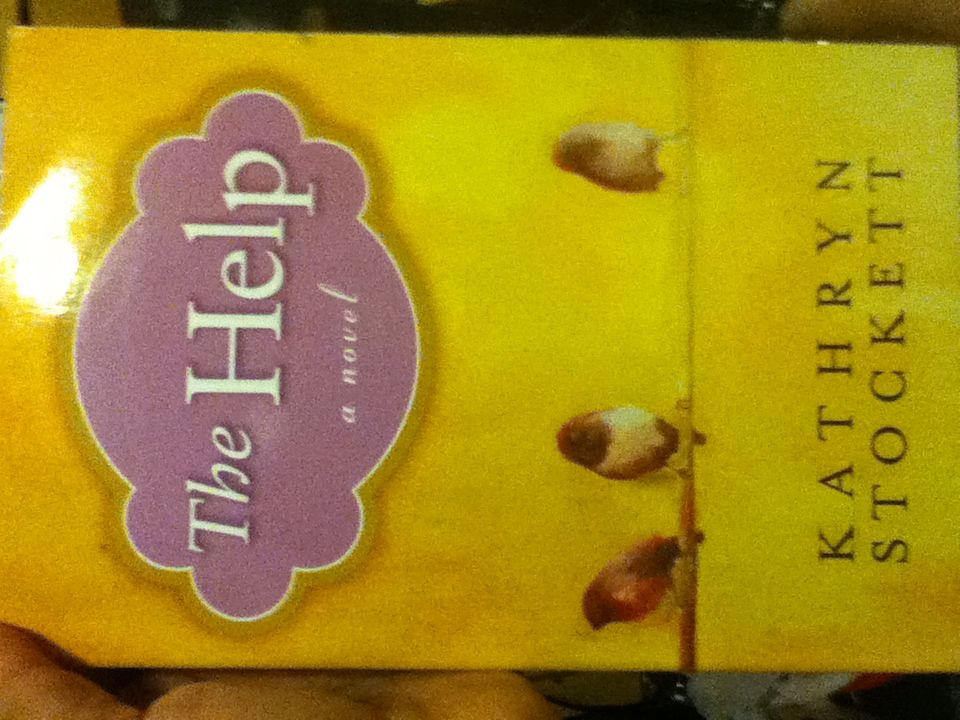 The Help
a novel
KATHRYN
STOCKETT